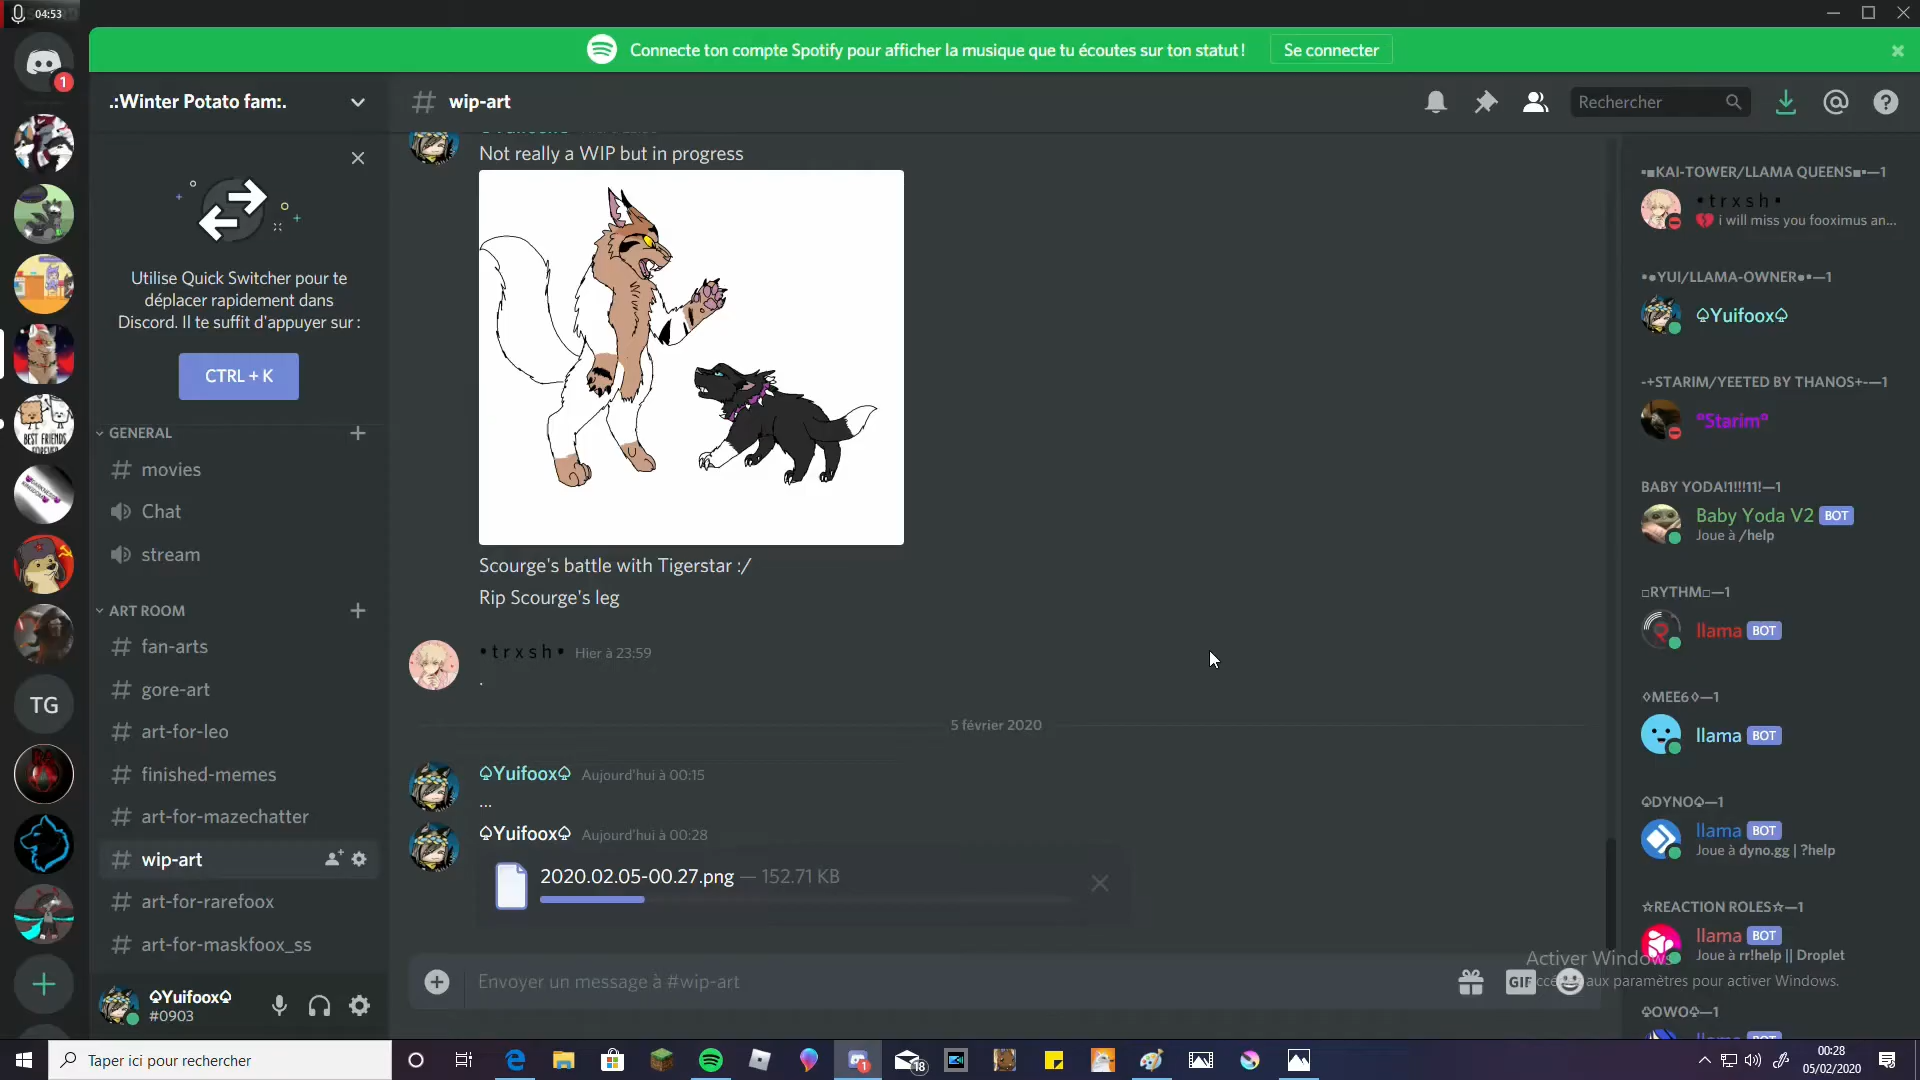 04:53
Connecte ton compte Spotify pour afficher la musique que tu écoutes sur ton statut!
Se connecter
1
.:Winter Potato fam:.
wip-art
Rechercher
Utilise Quick Switcher pour te
déplacer rapidement dans
Discord. Il te suffit d'appuyer sur :
CTRL + K
GENERAL
movies
Chat
stream
ART ROOM
fan-arts
gore-art
art-for-leo
finished-memes
art-for-mazechatter
wip-art
art-for-rarefoox
art-for-maskfoox_ss
BEST FRIENDS
TG
♤Yuifoox♤
#0903
Not really a WIP but in progress
Scourge's battle with Tigerstar :/
Rip Scourge's leg
• t r x s h • Hier à 23:59
.
5 février 2020
♤Yuifoox♤ Aujourd'hui à 00:15
...
♤Yuifoox♤ Aujourd'hui à 00:28
2020.02.05-00.27.png — 152.71 KB
Envoyer un message à #wip-art
GIF
▪■KAI-TOWER/LLAMA QUEENS■▪—1
• t r x s h •
💔 i will miss you fooximus an...
•●YUI/LLAMA-OWNER●•—1
♤Yuifoox♤
-+STARIM/YEETED BY THANOS+-—1
°Starim°
BABY YODA!1!!!11!—1
Baby Yoda V2 BOT
Joue à /help
□RYTHM□—1
llama BOT
◊MEE6◊—1
llama BOT
♤DYNO♤—1
llama BOT
Joue à dyno.gg | ?help
☆REACTION ROLES☆—1
llama BOT
Joue à rr!help || Droplet
Activer Windows
aux paramètres pour activer Windows.
♧OWO♧—1
Taper ici pour rechercher
1
18
00:28
05/02/2020